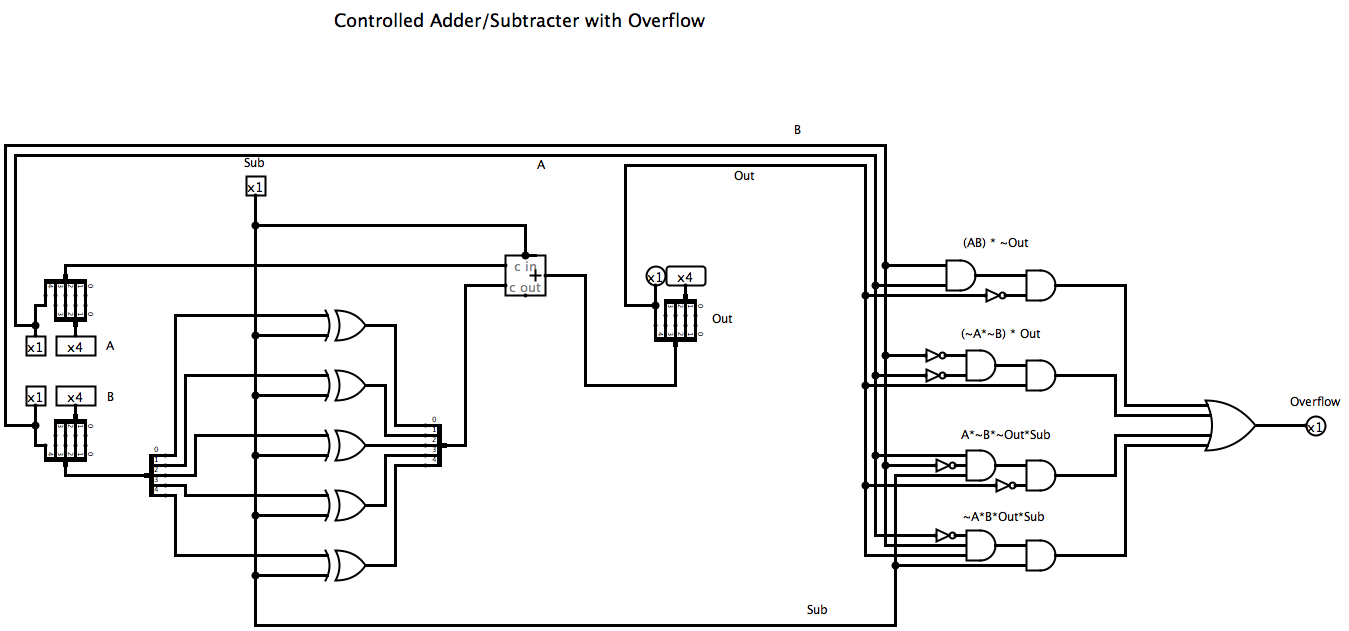 Controlled Adder/Subtracter with Overflow
B
Sub
A
Out
x1
(AB) * ~Out
c in
+
c out
x1
x4
Out
(~A*~B) * Out
x1
x4
A
x1
x4
B
Overflow
x1
A*~B*~Out*Sub
~A*B*Out*Sub
Sub